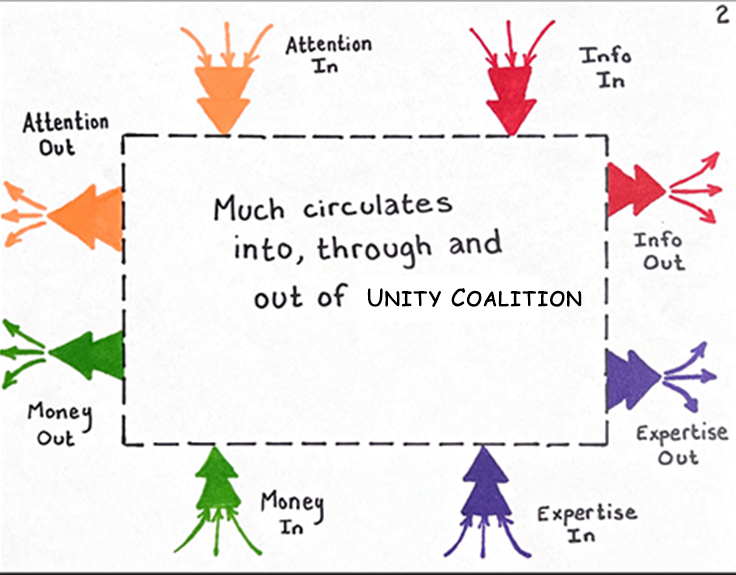 2
Attention
In
Info
In
Attention
Out
Much circulates
into, through and
out of UNITY COALITION
Info
Out
Money
Out
Expertise
Out
Money
In
Expertise
In